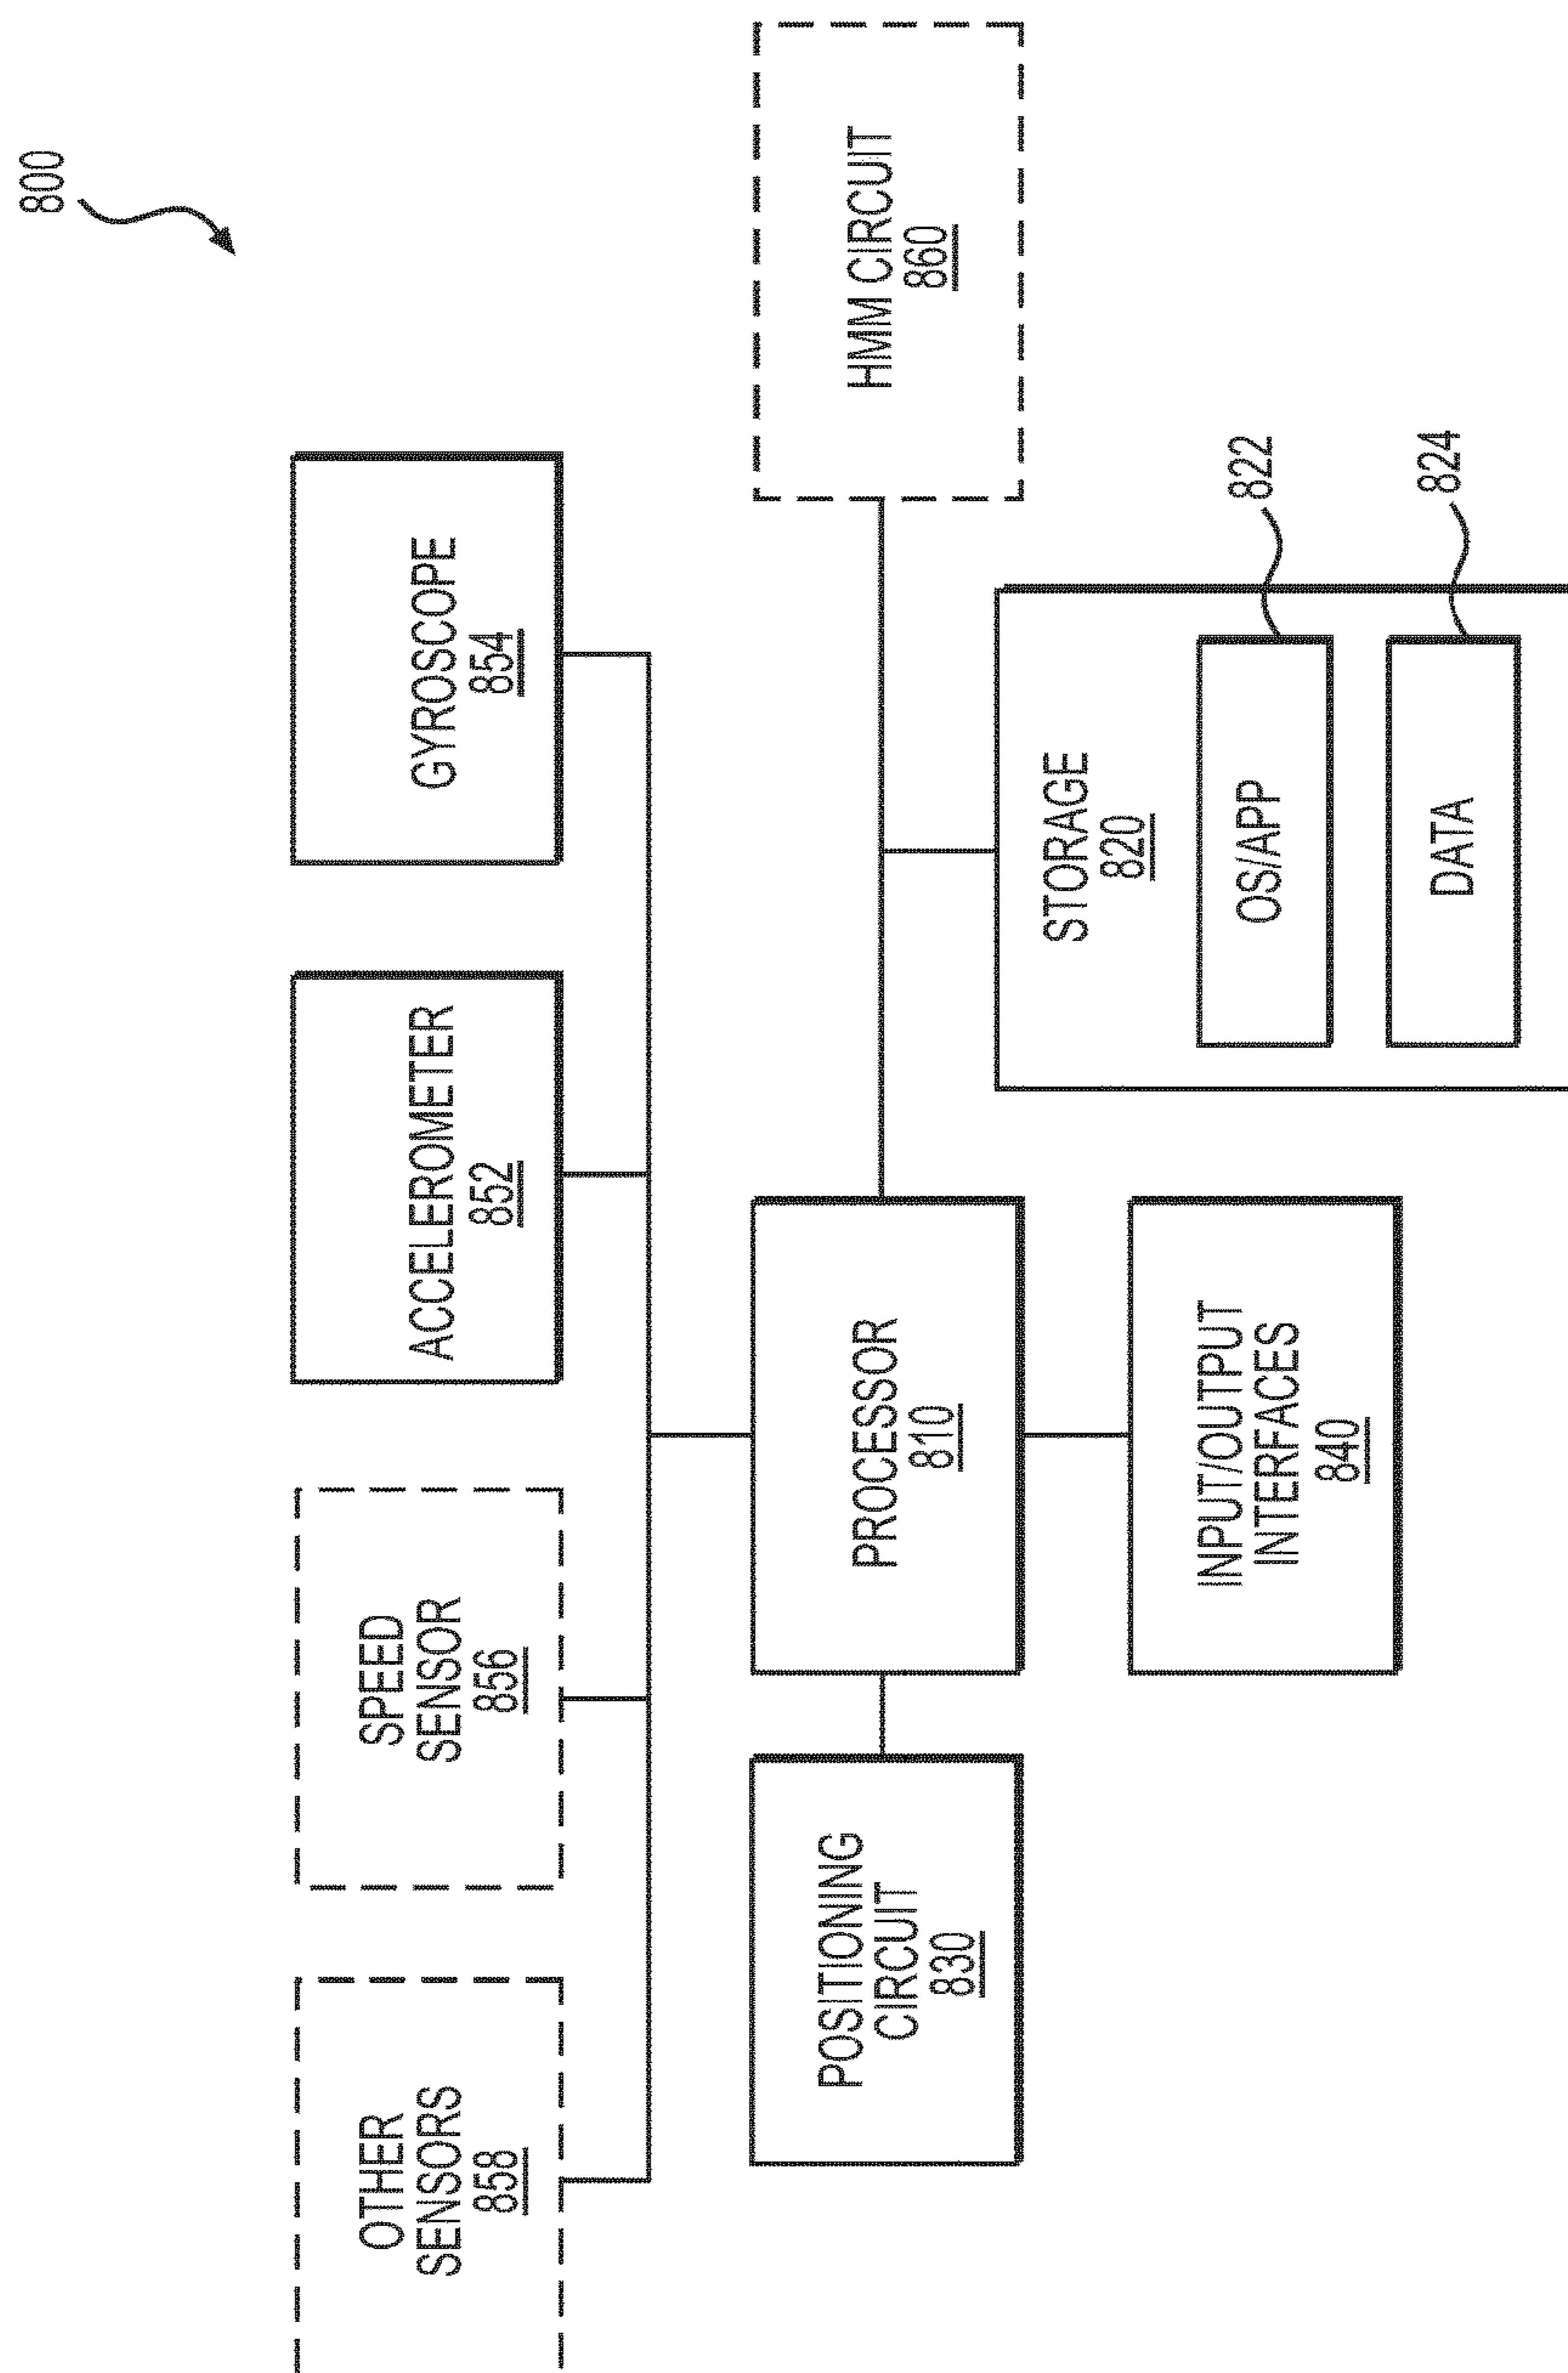 800
OTHER
SENSORS
858
SPEED
SENSOR
856
ACCELEROMETER
852
GYROSCOPE
854
POSITIONING
CIRCUIT
830
PROCESSOR
810
HMM CIRCUIT
860
INPUT/OUTPUT
INTERFACES
840
STORAGE
820
OS/APP
822
DATA
824